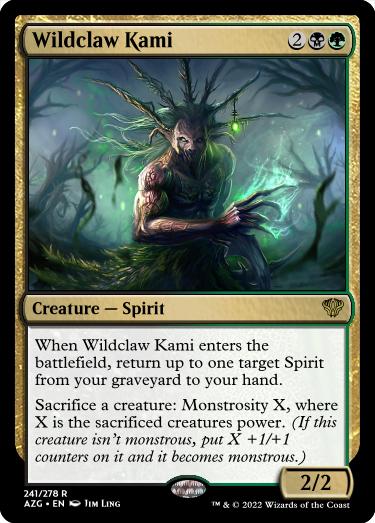 Wildclaw Kami 2
Creature — Spirit
When Wildclaw Kami enters the
battlefield, return up to one target Spirit
from your graveyard to your hand.
Sacrifice a creature: Monstrosity X, where
X is the sacrificed creatures power. (If this
creature isn't monstrous, put X +1/+1
counters on it and it becomes monstrous.)
2/2
241/278 R
AZG • EN Jim Ling
™ & © 2022 Wizards of the Coast